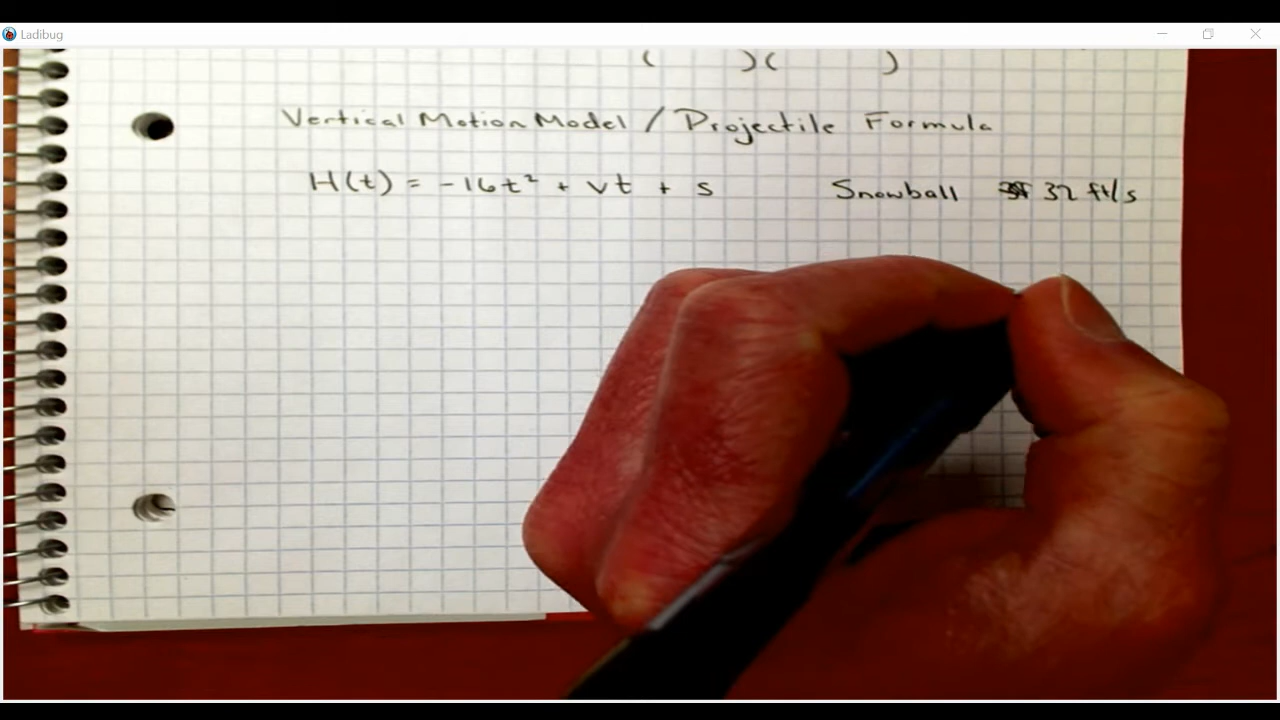 Ladibug
( )( )
Vertical Motion Model / Projectile Formula
H(t) = -16t² + vt + s Snowball 32 ft/s